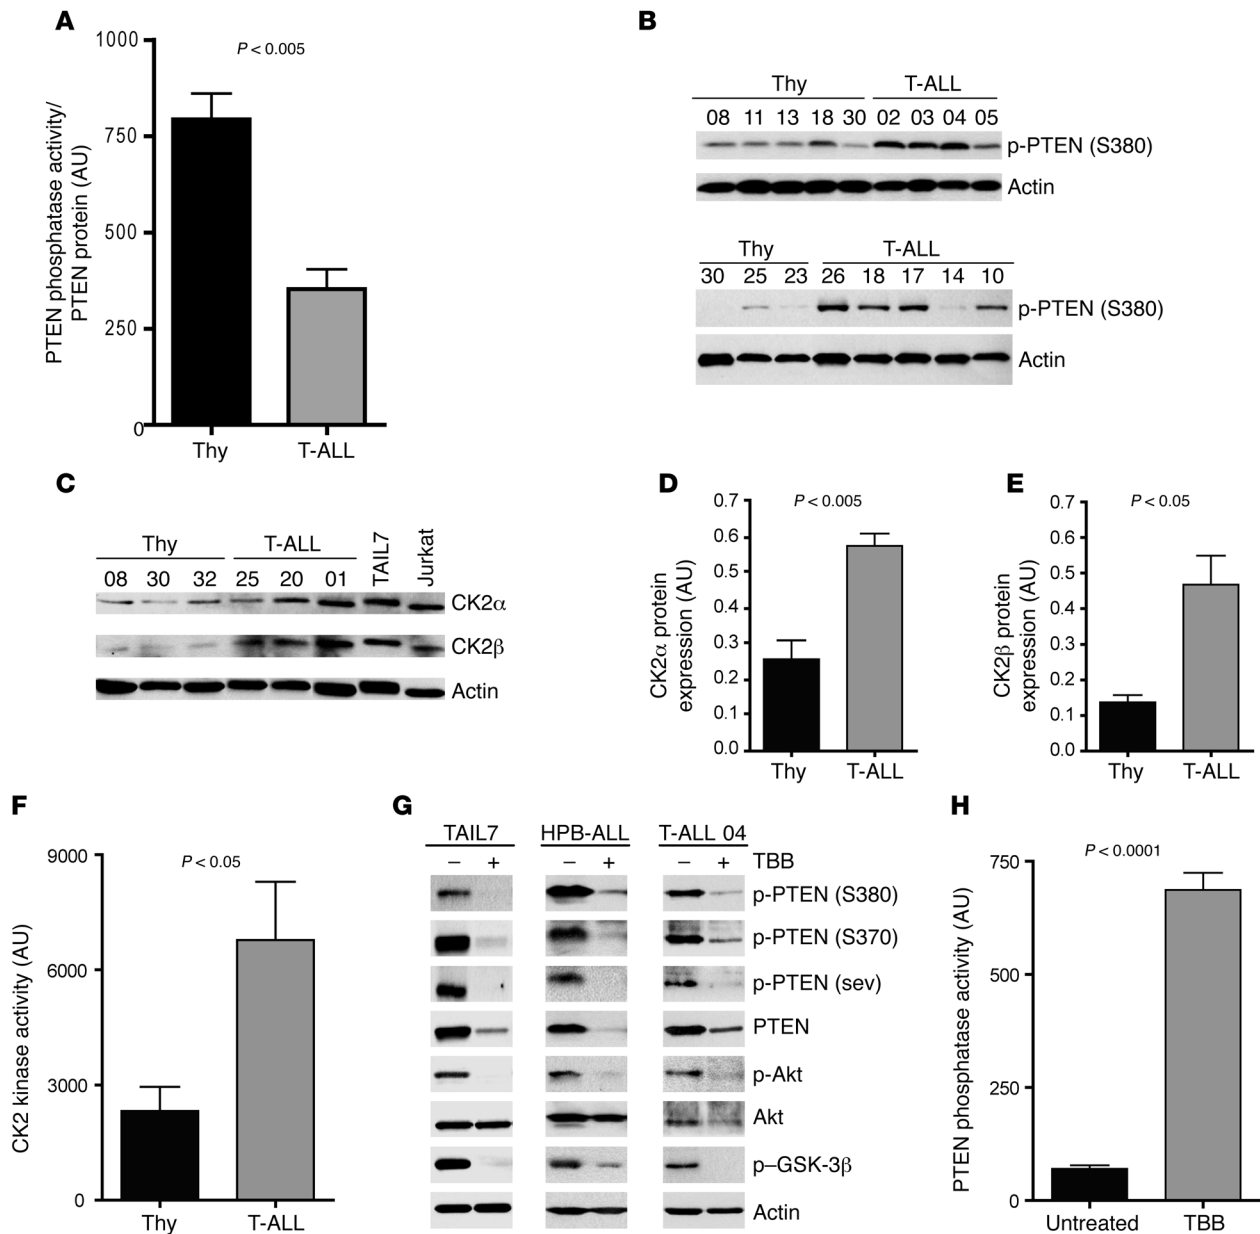 A
P < 0.005
PTEN phosphatase activity/
PTEN protein (AU)
1000
750
500
250
0
Thy T-ALL
B
Thy T-ALL
08 11 13 18 30 02 03 04 05
p-PTEN (S380)
Actin
Thy T-ALL
30 25 23 26 18 17 14 10
p-PTEN (S380)
Actin
C
Thy T-ALL TAIL7 Jurkat
08 30 32 25 20 01
CK2α
CK2β
Actin
D
P < 0.005
CK2α protein
expression (AU)
0.7
0.6
0.5
0.4
0.3
0.2
0.1
0.0
Thy T-ALL
E
P < 0.05
CK2β protein
expression (AU)
0.7
0.6
0.5
0.4
0.3
0.2
0.1
0.0
Thy T-ALL
F
P < 0.05
CK2 kinase activity (AU)
9000
6000
3000
0
Thy T-ALL
G
TAIL7 HPB-ALL T-ALL 04
– + – + – + TBB
p-PTEN (S380)
p-PTEN (S370)
p-PTEN (sev)
PTEN
p-Akt
Akt
p–GSK-3β
Actin
H
P < 0.0001
PTEN phosphatase activity (AU)
750
500
250
0
Untreated TBB